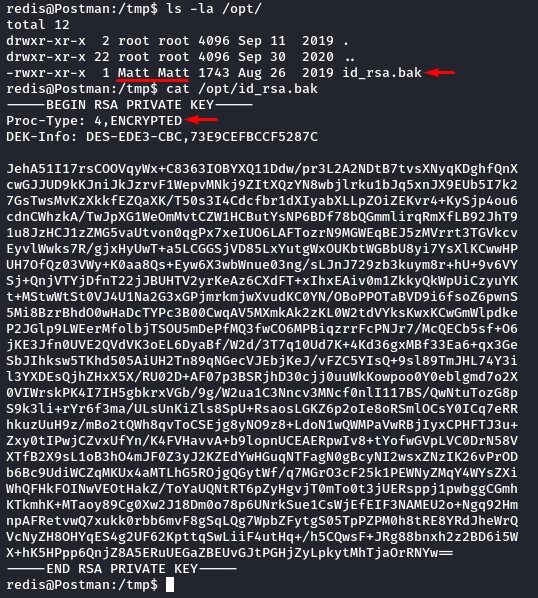 redis@Postman:/tmp$ ls -la /opt/
total 12
drwxr-xr-x  2 root root 4096 Sep 11  2019 .
drwxr-xr-x 22 root root 4096 Sep 30  2020 ..
-rwxr-xr-x  1 Matt Matt 1743 Aug 26  2019 id_rsa.bak
redis@Postman:/tmp$ cat /opt/id_rsa.bak
-----BEGIN RSA PRIVATE KEY-----
Proc-Type: 4,ENCRYPTED
DEK-Info: DES-EDE3-CBC,73E9CEFBCCF5287C
JehA51I17rsCOOVqyWx+C8363IOBYXQ11Ddw/pr3L2A2NDtB7tvsXNyqKDghfQnX
cwGJJUD9kKJniJkJzrvF1WepvMNkj9ZItXQzYN8wbjlrku1bJq5xnJX9EUb5I7k2
7GsTwsMvKzXkkfEZQaXK/T50s3I4Cdcfbr1dXIyabXLLpZOiZEKvr4+KySjp4ou6
cdnCWhzkA/TwJpXG1WeOmMvtCZW1HCButYsNP6BDf78bQGmmlirqRmXfLB92JhT9
1u8JzHCJ1zZMG5vaUtvon0qgPx7xeIUO6LAFTozrN9MGWEqBEJ5zMVrrt3TGVkcv
EyvlWwks7R/gjxHyUwT+a5LCGGSjVD85LxYutgWxOUKbtWGBbU8yi7YsXlKCwwHP
UH7OfQz03VWy+K0aa8Qs+Eyw6X3wbWnue03ng/sLJnJ729zb3kuym8r+hU+9v6VY
Sj+QnjVTYjDfnT22jJBUHTV2yrKeAz6CXdFT+xIhxEAiv0m1ZkkyQkWpUiCzyuYK
t+MStwWtSt0VJ4U1Na2G3xGPjmrkmjwXvudKC0YN/OBoPPOTaBVD9i6fsoZ6pwnS
5Mi8BzrBhdO0wHaDcTYPc3B00CwqAV5MXmkAk2zKL0W2tdVYksKwxKCwGmWlpdke
P2JGlp9LWEerMfolbjTSOU5mDePfMQ3fwCO6MPBiqzrrFcPNJr7/McQECb5sf+O6
jKE3Jfn0UVE2QVdVK3oEL6DyaBf/W2d/3T7q10Ud7K+4Kd36gxMBf33Ea6+qx3Ge
SbJIhksw5TKhd505AiUH2Tn89qNGecVJEbjKeJ/vFZC5YIsQ+9sl89TmJHL74Y3i
l3YXDEsQjhZHxX5X/RU02D+AF07p3BSRjhD30cjj0uuWkKowpoo0Y0eblgmd7o2X
0VIWrskPK4I7IH5gbkrxVGb/9g/W2ua1C3Nncv3MNcf0nlI117BS/QwNtuTozG8p
S9k3li+rYr6f3ma/ULsUnKiZls8SpU+RsaosLGKZ6p2oIe8oRSmlOCsY0ICq7eRR
hkuzUuH9z/mBo2tQWh8qvToCSEjg8yNO9z8+LdoN1wQWMPaVwRBjIyxCPHFTJ3u+
Zxy0tIPwjCZvxUfYn/K4FVHavvA+b9lopnUCEAERpwIv8+tYofwGVpLVC0DrN58V
XTfB2X9sL1oB3hO4mJF0Z3yJ2KZEdYwHGuqNTFagN0gBcyNI2wsxZNzIK26vPrOD
b6Bc9UdiWCZqMKUx4aMTLhG5ROjgQGytWf/q7MGrO3cF25k1PEWNyZMqY4WYsZXi
WhQFHkFOINwVEOtHakZ/ToYaUQNtRT6pZyHgvjT0mTo0t3jUERsppj1pwbggCGmh
KTkmhK+MTaoy89Cg0Xw2J18Dm0o78p6UNrkSue1CsWjEfEIF3NAMEU2o+Ngq92Hm
npAFRetvwQ7xukk0rbb6mvF8gSqLQg7WpbZFytgS05TpPZPM0h8tRE8YRdJheWrQ
VcNyZH8OHYqES4g2UF62KpttqSwLiiF4utHq+/h5CQwsF+JRg88bnxh2z2BD6i5W
X+hK5HPpp6QnjZ8A5ERuUEGaZBEUvGJtPGHjZyLpkytMhTjaOrRNYw==
-----END RSA PRIVATE KEY-----
redis@Postman:/tmp$